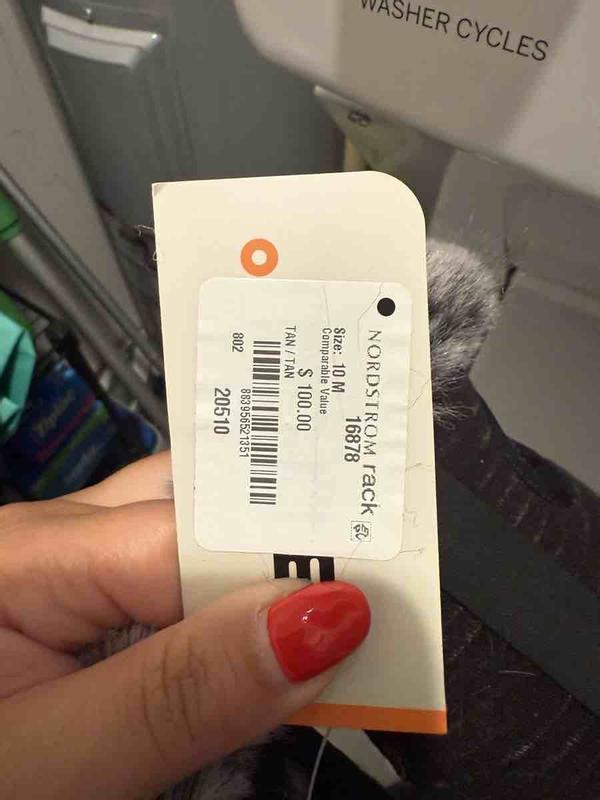 WASHER CYCLES
NORDSTROM rack
16878
Size: 10 M
Comparable Value
$ 100.00
TAN / TAN
883956521351
802
20510